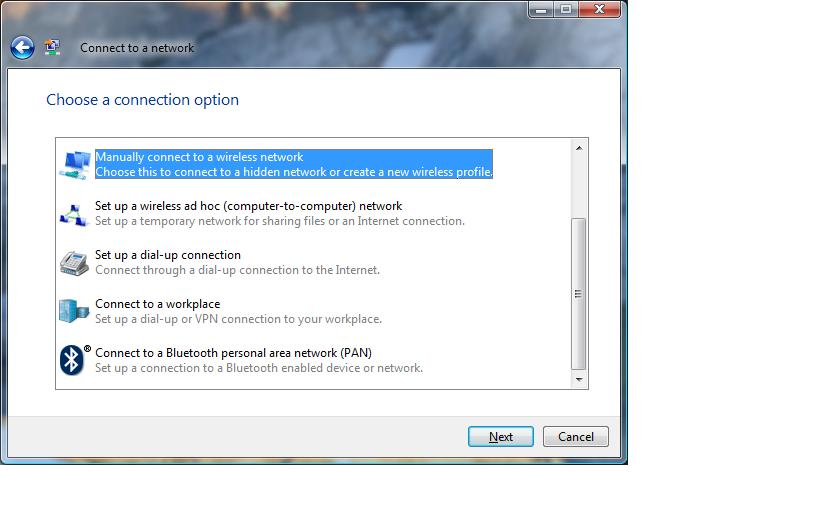 Connect to a network
Choose a connection option
Manually connect to a wireless network
Choose this to connect to a hidden network or create a new wireless profile.
Set up a wireless ad hoc (computer-to-computer) network
Set up a temporary network for sharing files or an Internet connection.
Set up a dial-up connection
Connect through a dial-up connection to the Internet.
Connect to a workplace
Set up a dial-up or VPN connection to your workplace.
® Connect to a Bluetooth personal area network (PAN)
Set up a connection to a Bluetooth enabled device or network.
Next Cancel